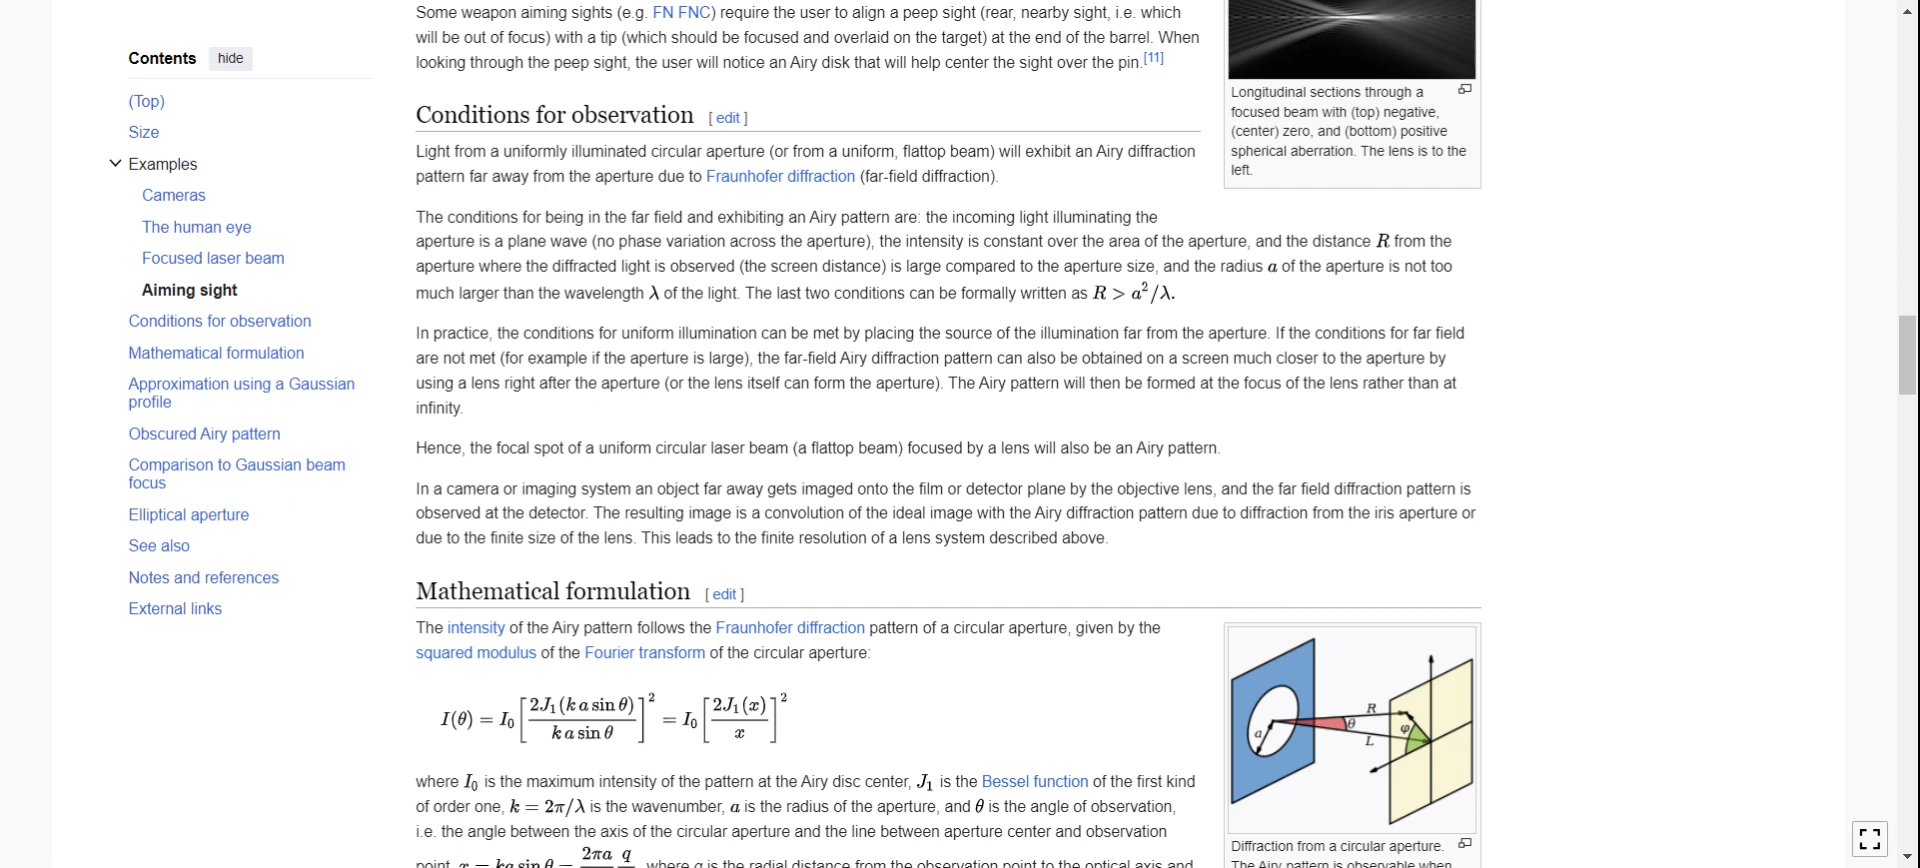 Contents hide
(Top)
Size
Examples
Cameras
The human eye
Focused laser beam
Aiming sight
Conditions for observation
Mathematical formulation
Approximation using a Gaussian
profile
Obscured Airy pattern
Comparison to Gaussian beam
focus
Elliptical aperture
See also
Notes and references
External links
Some weapon aiming sights (e.g. FN FNC) require the user to align a peep sight (rear, nearby sight, i.e. which
will be out of focus) with a tip (which should be focused and overlaid on the target) at the end of the barrel. When
looking through the peep sight, the user will notice an Airy disk that will help center the sight over the pin.[11]
Longitudinal sections through a
focused beam with (top) negative,
(center) zero, and (bottom) positive
spherical aberration. The lens is to the
left.
Conditions for observation [ edit ]
Light from a uniformly illuminated circular aperture (or from a uniform, flattop beam) will exhibit an Airy diffraction
pattern far away from the aperture due to Fraunhofer diffraction (far-field diffraction).
The conditions for being in the far field and exhibiting an Airy pattern are: the incoming light illuminating the
aperture is a plane wave (no phase variation across the aperture), the intensity is constant over the area of the aperture, and the distance R from the
aperture where the diffracted light is observed (the screen distance) is large compared to the aperture size, and the radius a of the aperture is not too
much larger than the wavelength λ of the light. The last two conditions can be formally written as R > a²/λ.
In practice, the conditions for uniform illumination can be met by placing the source of the illumination far from the aperture. If the conditions for far field
are not met (for example if the aperture is large), the far-field Airy diffraction pattern can also be obtained on a screen much closer to the aperture by
using a lens right after the aperture (or the lens itself can form the aperture). The Airy pattern will then be formed at the focus of the lens rather than at
infinity.
Hence, the focal spot of a uniform circular laser beam (a flattop beam) focused by a lens will also be an Airy pattern.
In a camera or imaging system an object far away gets imaged onto the film or detector plane by the objective lens, and the far field diffraction pattern is
observed at the detector. The resulting image is a convolution of the ideal image with the Airy diffraction pattern due to diffraction from the iris aperture or
due to the finite size of the lens. This leads to the finite resolution of a lens system described above.
Mathematical formulation [ edit ]
The intensity of the Airy pattern follows the Fraunhofer diffraction pattern of a circular aperture, given by the
squared modulus of the Fourier transform of the circular aperture:
I(θ) = I₀ [2J₁(k a sin θ) / k a sin θ]² = I₀ [2J₁(x) / x]²
where I₀ is the maximum intensity of the pattern at the Airy disc center, J₁ is the Bessel function of the first kind
of order one, k = 2π/λ is the wavenumber, a is the radius of the aperture, and θ is the angle of observation,
i.e. the angle between the axis of the circular aperture and the line between aperture center and observation
point. x = ka sin θ = 2πa q, where q is the radial distance from the observation point to the optical axis and
a θ R L φ
Diffraction from a circular aperture.
The Airy pattern is observable when